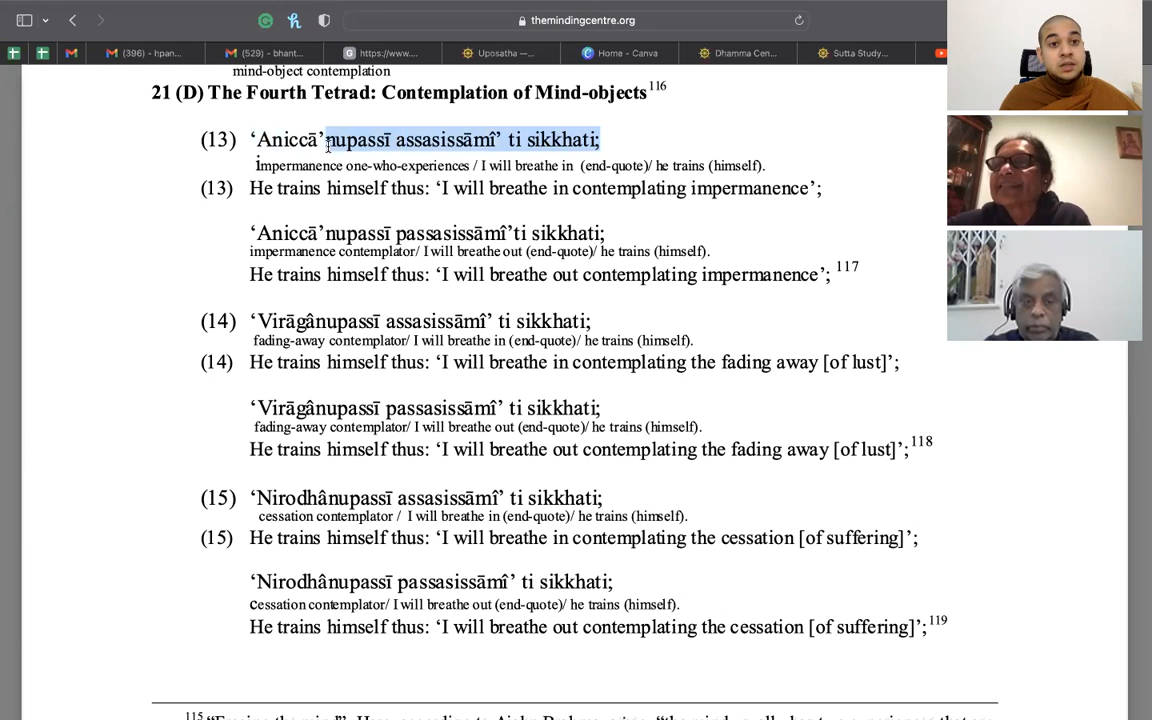 themindingcentre.org
(396) - hpan...
(529) - bhant...
https://www....
Uposatha —...
Home - Canva
Dhamma Cen...
Sutta Study...
mind-object contemplation
21 (D) The Fourth Tetrad: Contemplation of Mind-objects116
(13) ‘Aniccā’nupassī assasissāmî’ ti sikkhati;
impermanence one-who-experiences / I will breathe in (end-quote)/ he trains (himself).
(13) He trains himself thus: ‘I will breathe in contemplating impermanence’;
‘Aniccā’nupassī passasissāmî’ti sikkhati;
impermanence contemplator/ I will breathe out (end-quote)/ he trains (himself).
He trains himself thus: ‘I will breathe out contemplating impermanence’; 117
(14) ‘Virāgânupassī assasissāmî’ ti sikkhati;
fading-away contemplator/ I will breathe in (end-quote)/ he trains (himself).
(14) He trains himself thus: ‘I will breathe in contemplating the fading away [of lust]’;
‘Virāgânupassī passasissāmî’ ti sikkhati;
fading-away contemplator/ I will breathe out (end-quote)/ he trains (himself).
He trains himself thus: ‘I will breathe out contemplating the fading away [of lust]’;118
(15) ‘Nirodhânupassī assasissāmî’ ti sikkhati;
cessation contemplator / I will breathe in (end-quote)/ he trains (himself).
(15) He trains himself thus: ‘I will breathe in contemplating the cessation [of suffering]’;
‘Nirodhânupassī passasissāmî’ ti sikkhati;
cessation contemplator/ I will breathe out (end-quote)/ he trains (himself).
He trains himself thus: ‘I will breathe out contemplating the cessation [of suffering]’;119